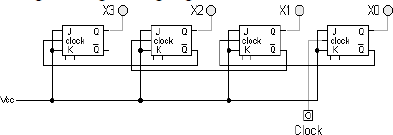 X3 X2 X1 X0
J Q J Q J Q J Q
clock clock clock clock
K Q̅ K Q̅ K Q̅ K Q̅
Vcc
Clock